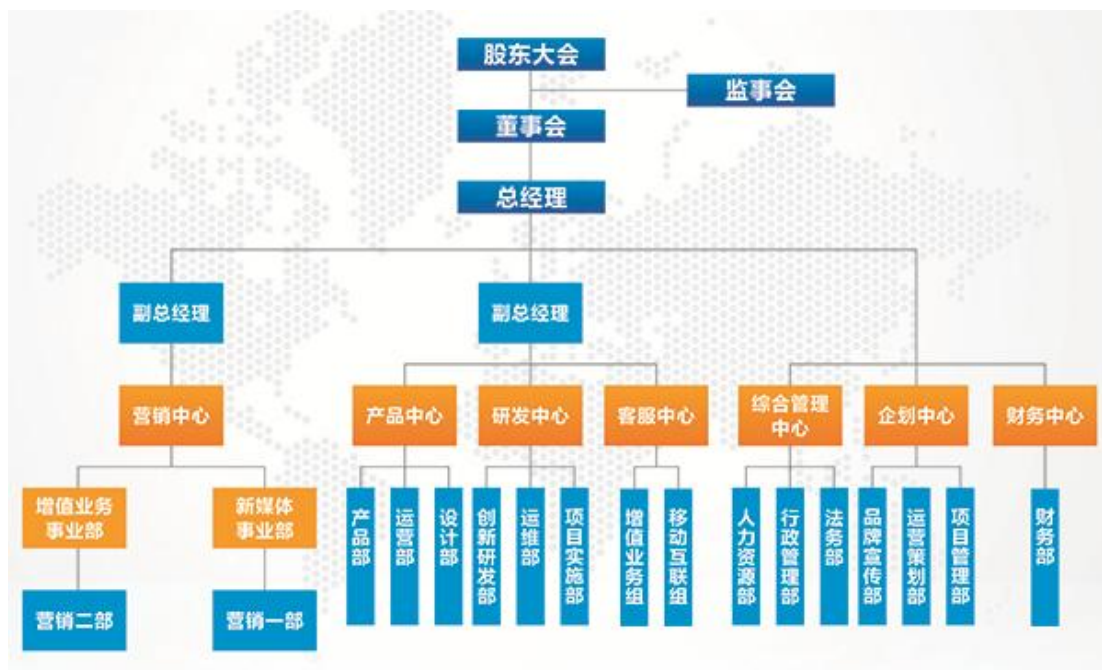 股东大会
监事会
董事会
总经理
副总经理
副总经理
营销中心
产品中心
研发中心
客服中心
综合管理
中心
企划中心
财务中心
增值业务
事业部
新媒体
事业部
产品部
运营部
设计部
创新研发部
运维部
项目实施部
增值业务组
移动互联组
人力资源部
行政管理部
法务部
品牌宣传部
运营策划部
项目管理部
财务部
营销二部
营销一部